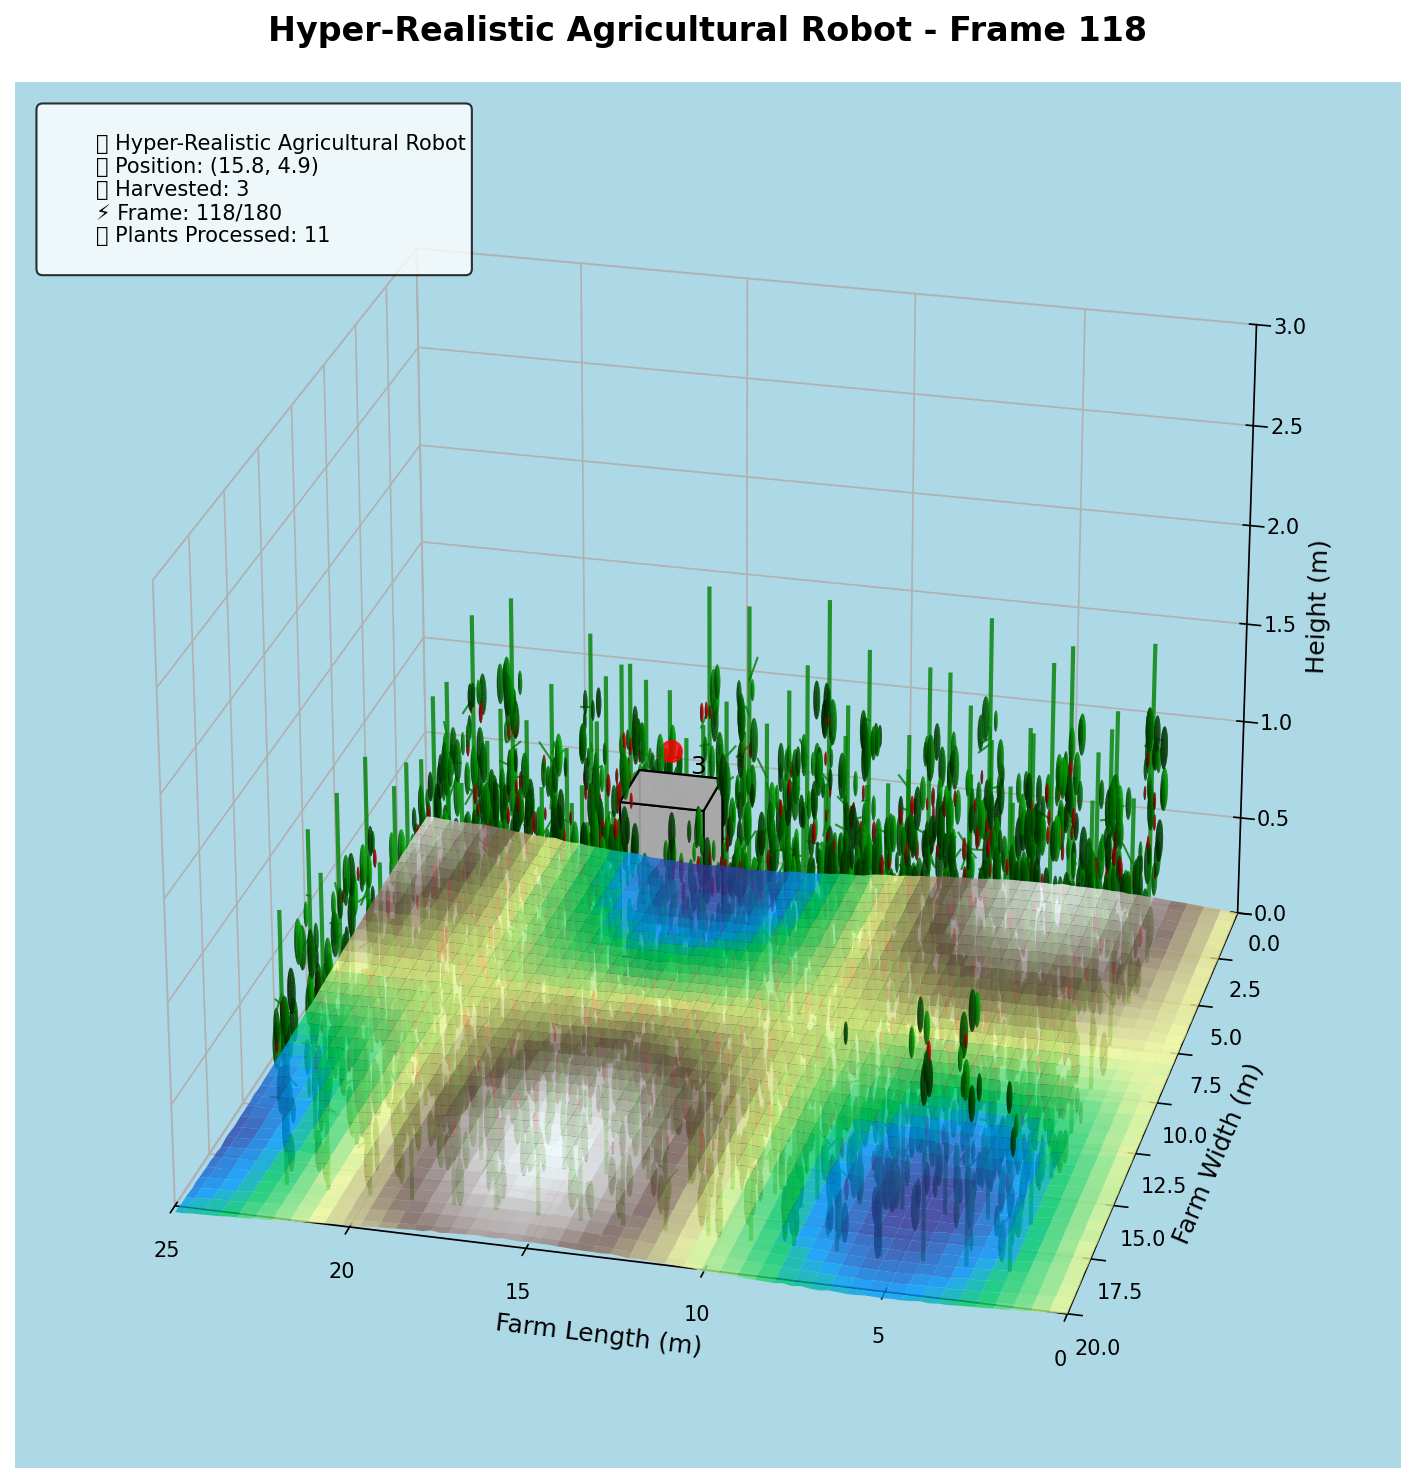 Hyper-Realistic Agricultural Robot - Frame 118
▯ Hyper-Realistic Agricultural Robot
▯ Position: (15.8, 4.9)
▯ Harvested: 3
⚡ Frame: 118/180
▯ Plants Processed: 11
3.0
2.5
2.0
1.5
1.0
0.5
0.0
Height (m)
3
0.0
2.5
5.0
7.5
10.0
12.5
15.0
17.5
20.0
Farm Width (m)
25
20
15
10
5
0
Farm Length (m)